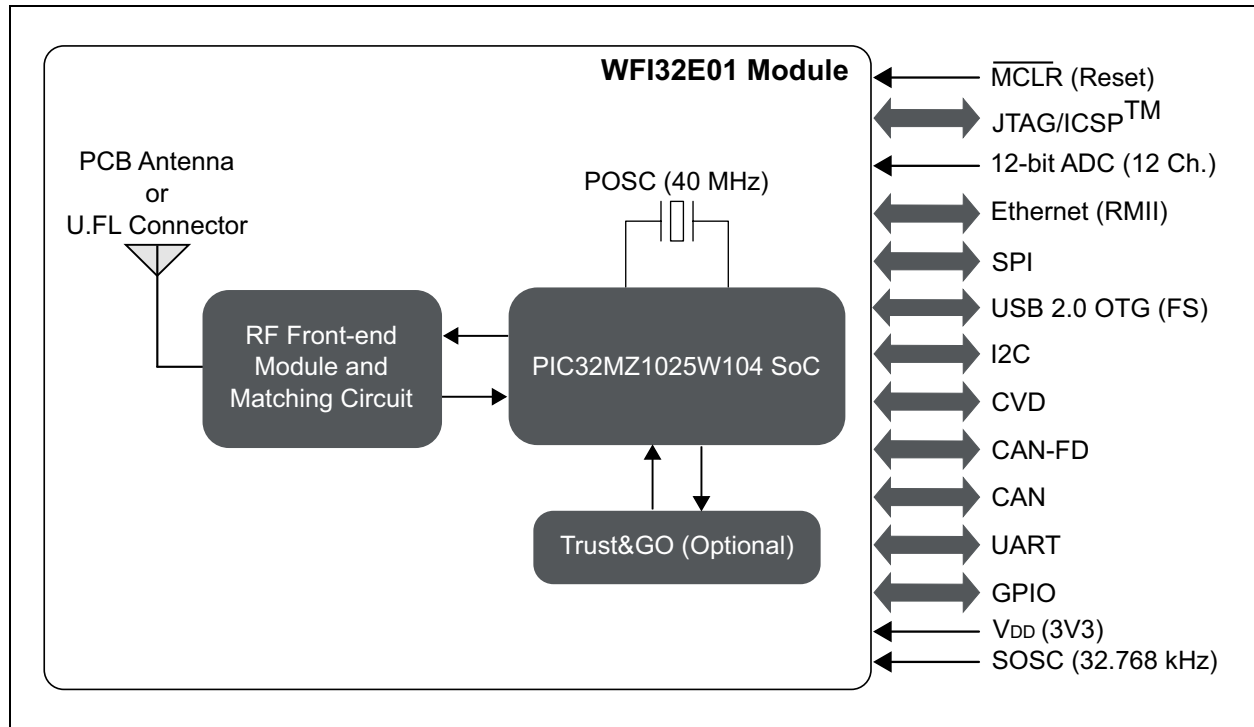 WFI32E01 Module
PCB Antenna
or
U.FL Connector
POSC (40 MHz)
RF Front-end
Module and
Matching Circuit
PIC32MZ1025W104 SoC
Trust&GO (Optional)
MCLR (Reset)
JTAG/ICSP™
12-bit ADC (12 Ch.)
Ethernet (RMII)
SPI
USB 2.0 OTG (FS)
I2C
CVD
CAN-FD
CAN
UART
GPIO
VDD (3V3)
SOSC (32.768 kHz)